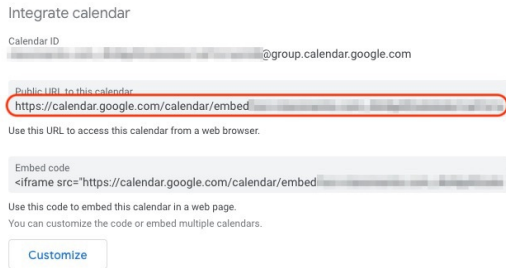 Integrate calendar
Calendar ID
@group.calendar.google.com
Public URL to this calendar
https://calendar.google.com/calendar/embed
Use this URL to access this calendar from a web browser.
Embed code
<iframe src="https://calendar.google.com/calendar/embed
Use this code to embed this calendar in a web page.
You can customize the code or embed multiple calendars.
Customize